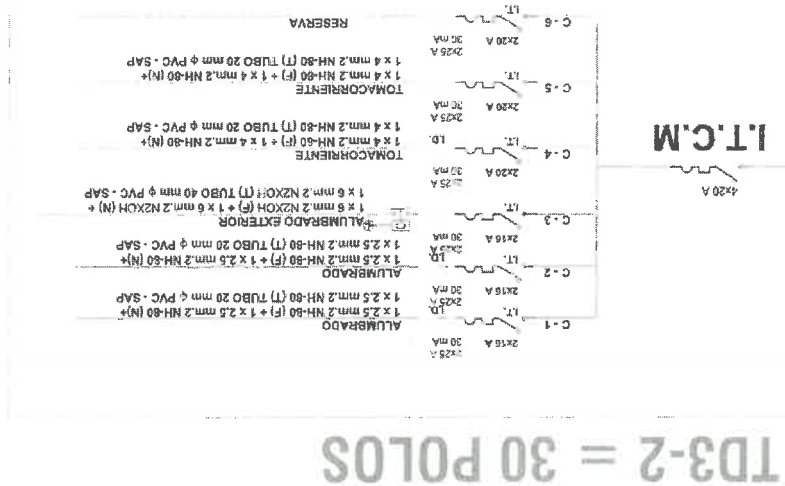 TD3-2 = 30 POLOS
2x25 A
30 mA
2x16 A
C - 1
I.T.
I.D.
ALUMBRADO
1 x 2.5 mm.2 NH-80 (F) + 1 x 2.5 mm.2 NH-80 (N)+
1 x 2.5 mm.2 NH-80 (T) TUBO 20 mm φ PVC - SAP
2x25 A
30 mA
2x16 A
C - 2
I.T.
I.D.
ALUMBRADO
1 x 2.5 mm.2 NH-80 (F) + 1 x 2.5 mm.2 NH-80 (N)+
1 x 2.5 mm.2 NH-80 (T) TUBO 20 mm φ PVC - SAP
2x25 A
30 mA
2x16 A
C - 3
I.T.
C
ALUMBRADO EXTERIOR
1 x 6 mm.2 N2XOH (F) + 1 x 6 mm.2 N2XOH (N) +
1 x 6 mm.2 N2XOH (T) TUBO 40 mm φ PVC - SAP
4x20 A
I.T.C.M
30 mA
2x20 A
C - 4
I.T.
I.D.
TOMACORRIENTE
1 x 4 mm.2 NH-80 (F) + 1 x 4 mm.2 NH-80 (N)+
1 x 4 mm.2 NH-80 (T) TUBO 20 mm φ PVC - SAP
2x25 A
30 mA
2x20 A
C - 5
I.T.
TOMACORRIENTE
1 x 4 mm.2 NH-80 (F) + 1 x 4 mm.2 NH-80 (N)+
1 x 4 mm.2 NH-80 (T) TUBO 20 mm φ PVC - SAP
2x25 A
30 mA
2x20 A
C - 6
I.T.
RESERVA